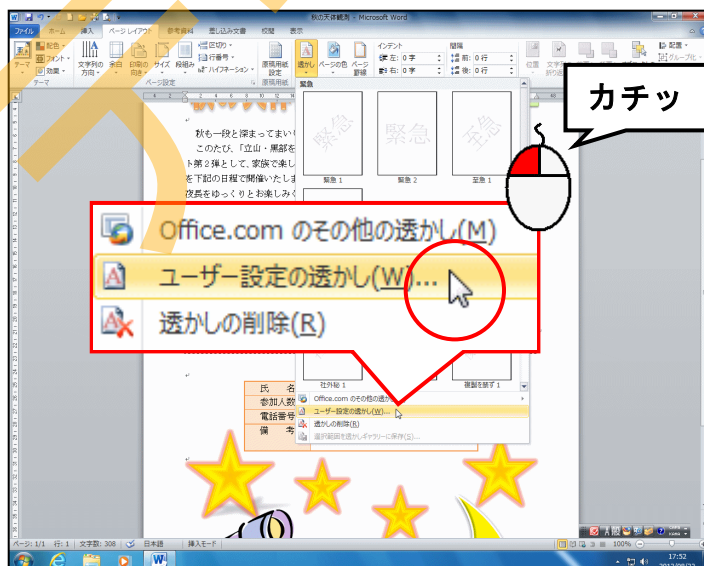 秋の天体観測 - Microsoft Word
ファイル ホーム 挿入 ページ レイアウト 参考資料 差し込み文書 校閲 表示
テーマ 配色 フォント 効果
文字列の方向 余白 印刷の向き サイズ 段組み 区切り 行番号 ハイフネーション
原稿用紙設定
透かし ページの色 ページ罫線
インデント 間隔
左: 0 字 前: 0 行
右: 0 字 後: 0 行
位置 配置
グループ化
テーマ ページ設定 原稿用紙
カチッ
緊急
緊急 緊急 至急
緊急 1 緊急 2 至急 1
秋も一段と深まってまい
このたび、「立山・黒部を
ト第2弾として、家族で楽し
を下記の日程で開催いたしま
夜長をゆっくりとお楽しみく
Office.com のその他の透かし(M)
ユーザー設定の透かし(W)...
透かしの削除(R)
社外秘 1 複製を禁ず 1
Office.com のその他の透か
ユーザー設定の透かし(W)...
透かしの削除(R)
選択範囲を透かしギャラリーに保存(S)...
氏 名
参加人数
電話番号
備 考
ページ: 1/1 行: 1 文字数: 308 日本語 挿入モード 100%
17:52